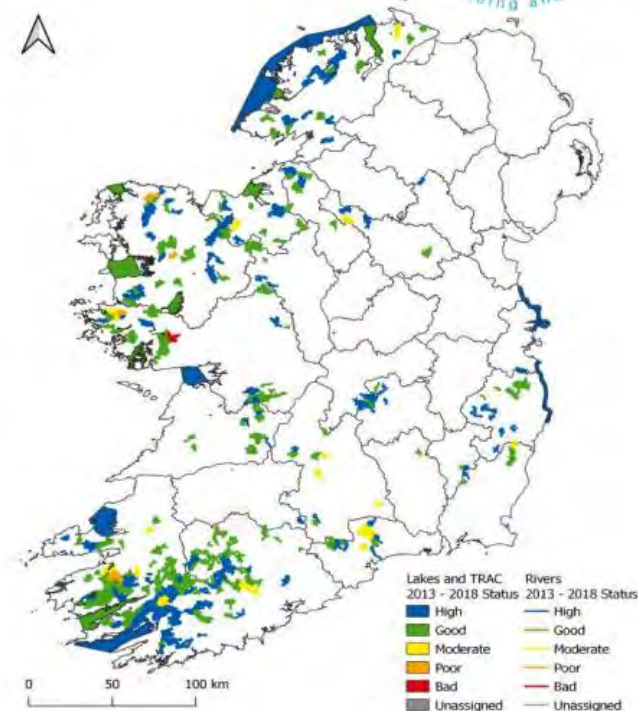 and
Lakes and TRAC Rivers
2013 - 2018 Status 2013 - 2018 Status
High High
Good Good
Moderate Moderate
Poor Poor
Bad Bad
Unassigned Unassigned
0 50 100 km